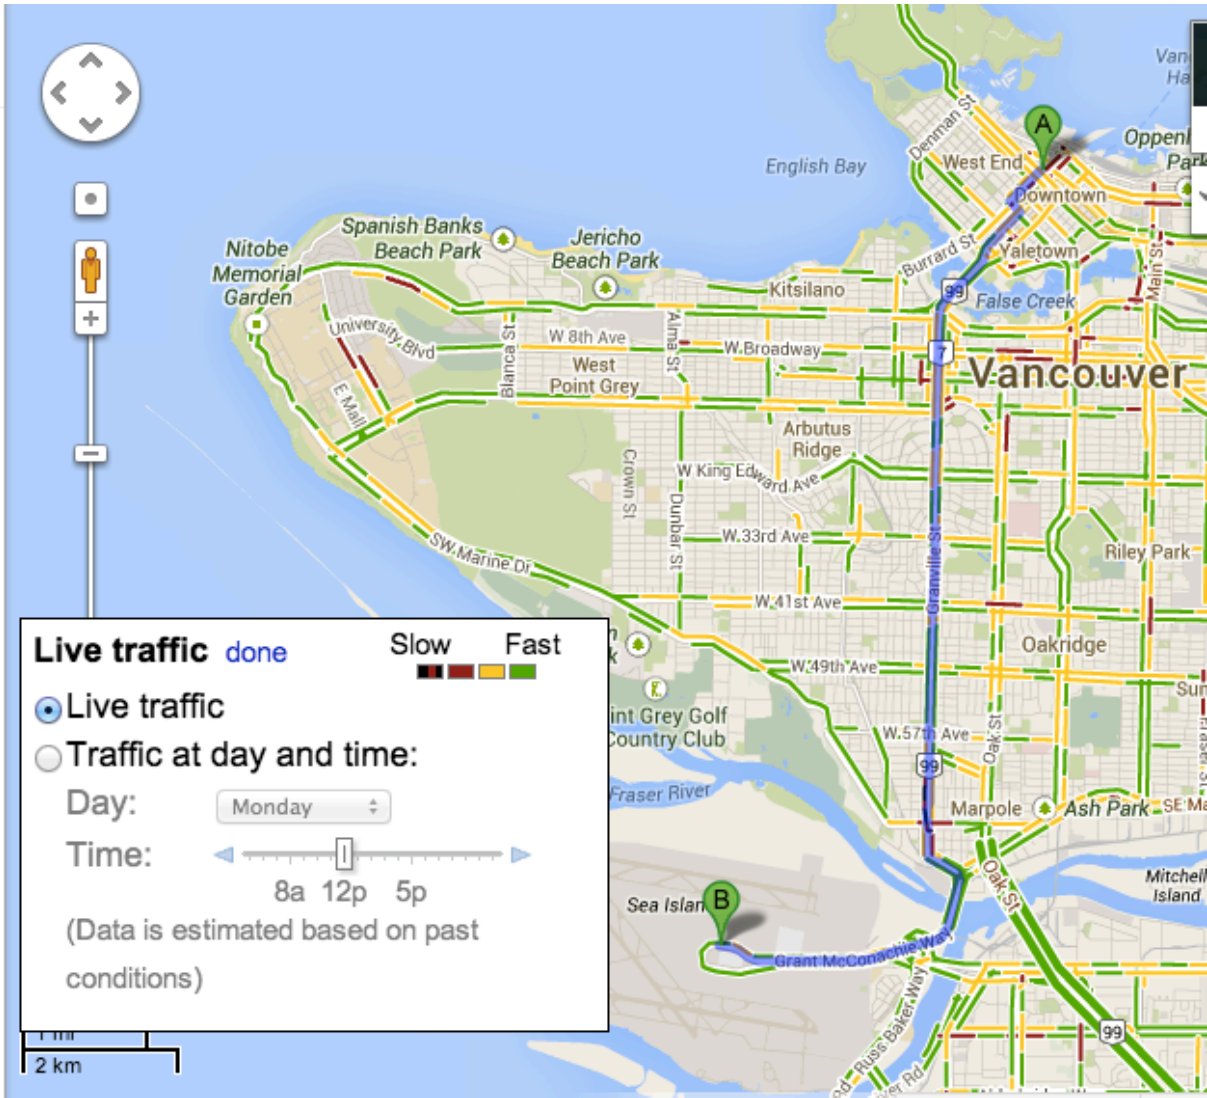 Denman St
A
Oppenl
Park
West End
English Bay
Downtown
Spanish Banks
Beach Park
Jericho
Beach Park
Nitobe
Memorial
Garden
Burrard St
Yaletown
Main St
99
False Creek
Kitsilano
University Blvd
Blanca St
W 8th Ave
Alma St
W Broadway
7
Vancouver
West
Point Grey
E Mall
Arbutus
Ridge
Crown St
W King Edward Ave
Dunbar St
W 33rd Ave
SW Marine Dr
Granville St
Riley Park
W 41st Ave
Oakridge
W 49th Ave
int Grey Golf
Country Club
W 57th Ave
Oak St
99
Fraser River
Marpole
Ash Park
SE Ma
Oak St
Mitchell
Island
Sea Islan
B
Grant McConachie Way
Russ Baker Way
99
Live traffic done
Slow Fast
Live traffic
Traffic at day and time:
Day: Monday
Time:
8a 12p 5p
(Data is estimated based on past
conditions)
2 km